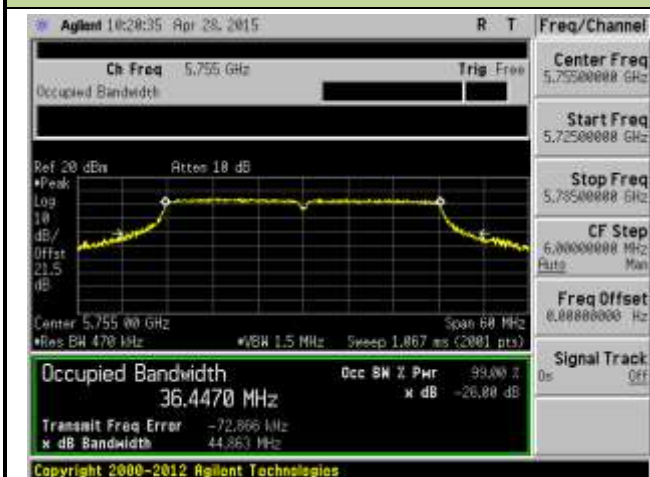 Agilent 10:20:35 Apr 28, 2015 R T
Freq/Channel
Ch Freq 5.755 GHz Trig Free
Occupied Bandwidth
Center Freq
5.75500000 GHz
Start Freq
5.72500000 GHz
Stop Freq
5.78500000 GHz
CF Step
6.00000000 MHz
Auto Man
Freq Offset
0.00000000 Hz
Signal Track
On Off
Ref 20 dBm Atten 10 dB
•Peak
Log
10
dB/
Offst
21.5
dB
Center 5.755 00 GHz Span 60 MHz
•Res BW 470 kHz •VBW 1.5 MHz Sweep 1.067 ms (2001 pts)
Occupied Bandwidth Occ BW % Pwr 99.00 %
36.4470 MHz x dB -26.00 dB
Transmit Freq Error -72.866 kHz
x dB Bandwidth 44.863 MHz
Copyright 2000-2012 Agilent Technologies